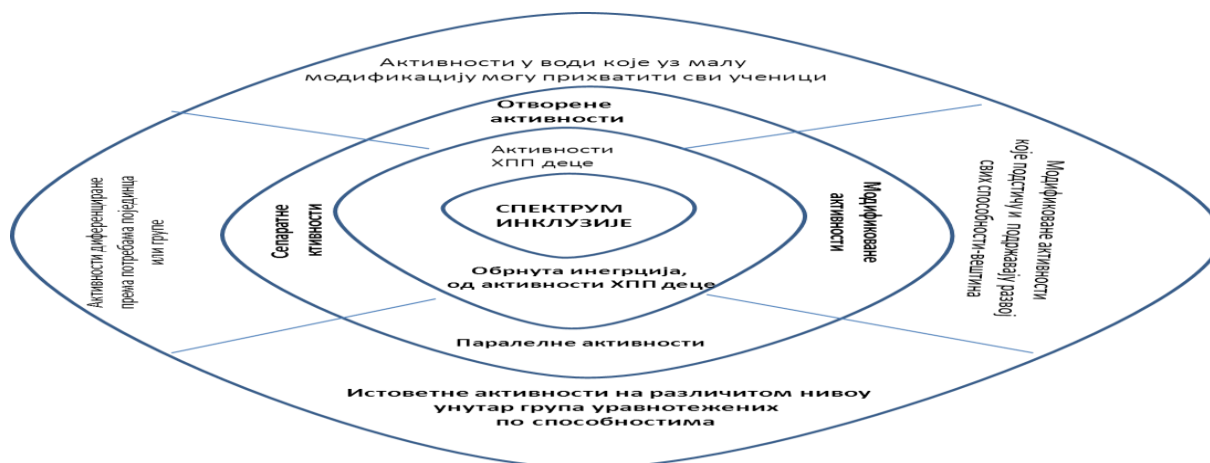 Активности у води које уз малу
модификацију могу прихватити сви ученици
Отворене
активности
Активности
ХПП деце
СПЕКТРУМ
ИНКЛУЗИЈЕ
Обрнута инегрција,
од активности ХПП деце
Паралелне активности
Истоветне активности на различитом нивоу
унутар група уравнотежених
по способностима
Активности диференциране
према потребама појединца
или групе
Сепаратне
ктивности
Модификоване
активности
Модификоване активности
које подстичу и подржавају развој
свих способности-вештина